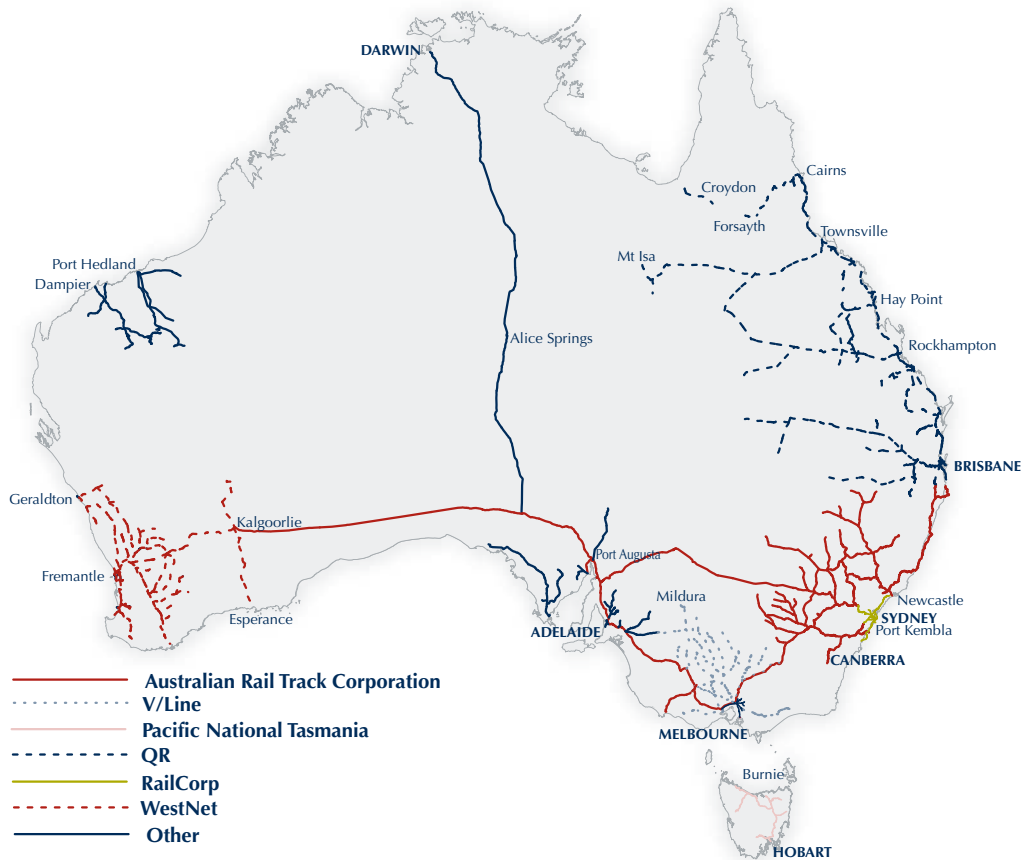 DARWIN
Cairns
Croydon
Forsayth
Townsville
Mt Isa
Port Hedland
Dampier
Hay Point
Alice Springs
Rockhampton
BRISBANE
Geraldton
Kalgoorlie
Port Augusta
Fremantle
Mildura
Newcastle
Esperance
SYDNEY
ADELAIDE
Port Kembla
CANBERRA
Australian Rail Track Corporation
V/Line
Pacific National Tasmania
MELBOURNE
QR
Burnie
RailCorp
WestNet
Other
HOBART